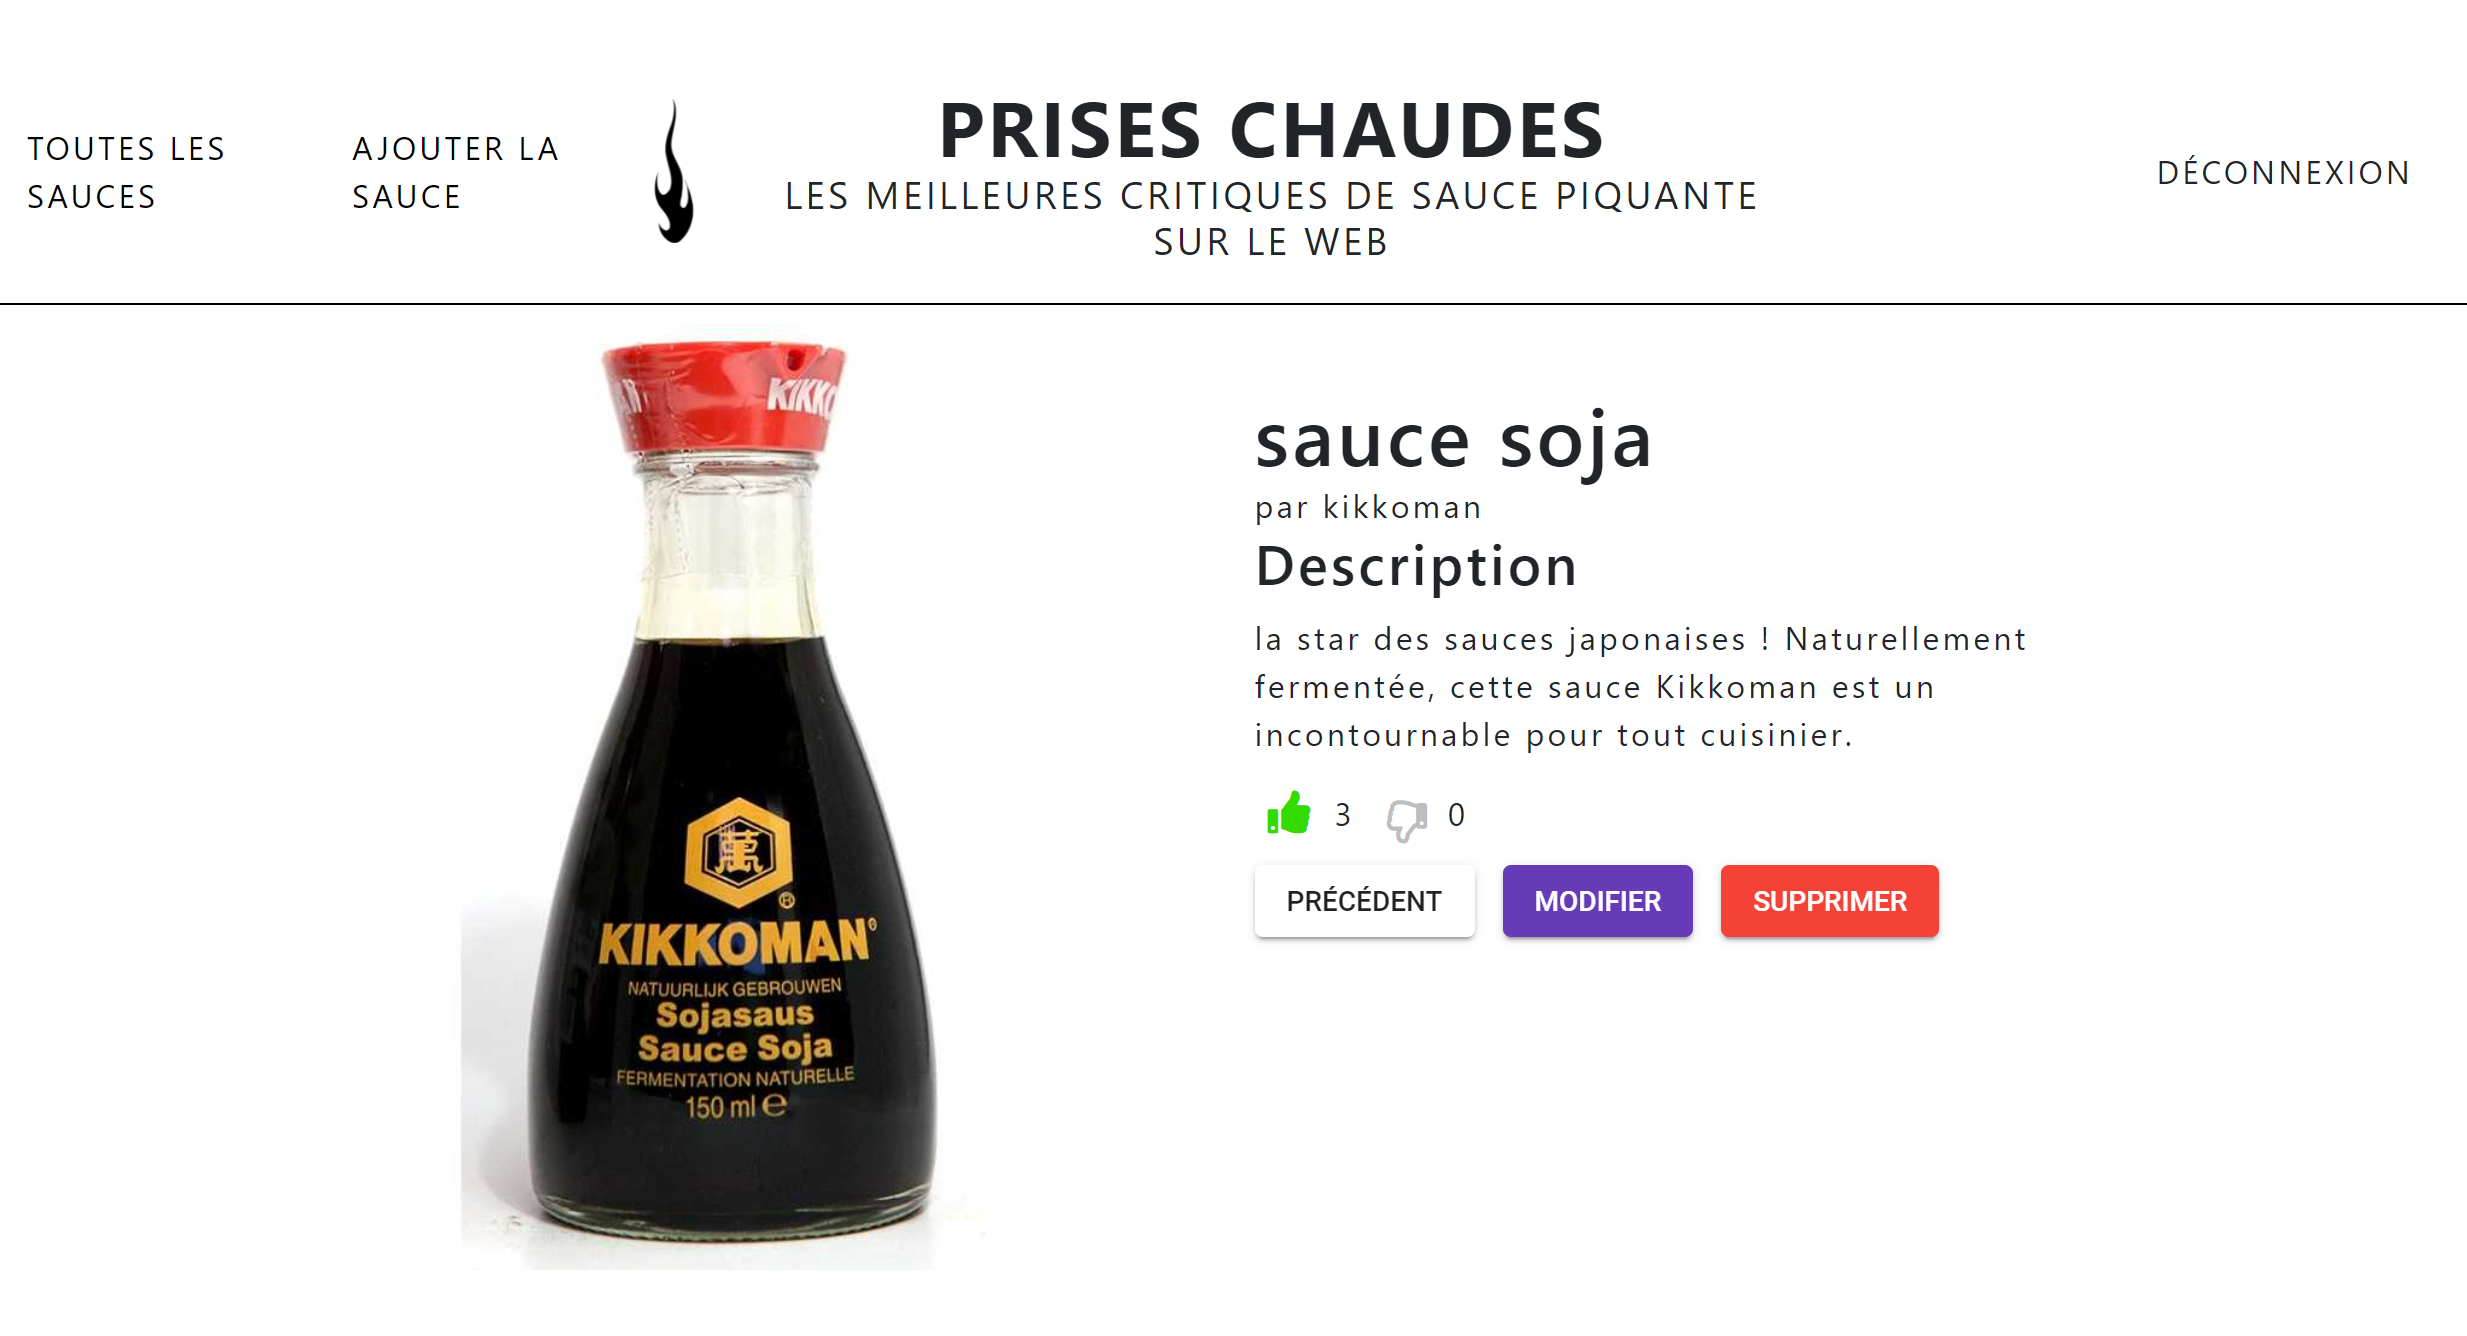 TOUTES LES
SAUCES
AJOUTER LA
SAUCE
PRISES CHAUDES
LES MEILLEURES CRITIQUES DE SAUCE PIQUANTE
SUR LE WEB
DÉCONNEXION
KIKKO
KIKKOMAN®
NATUURLIJK GEBROUWEN
Sojasaus
Sauce Soja
FERMENTATION NATURELLE
150 ml ℮
sauce soja
par kikkoman
Description
la star des sauces japonaises ! Naturellement
fermentée, cette sauce Kikkoman est un
incontournable pour tout cuisinier.
3 0
PRÉCÉDENT MODIFIER SUPPRIMER